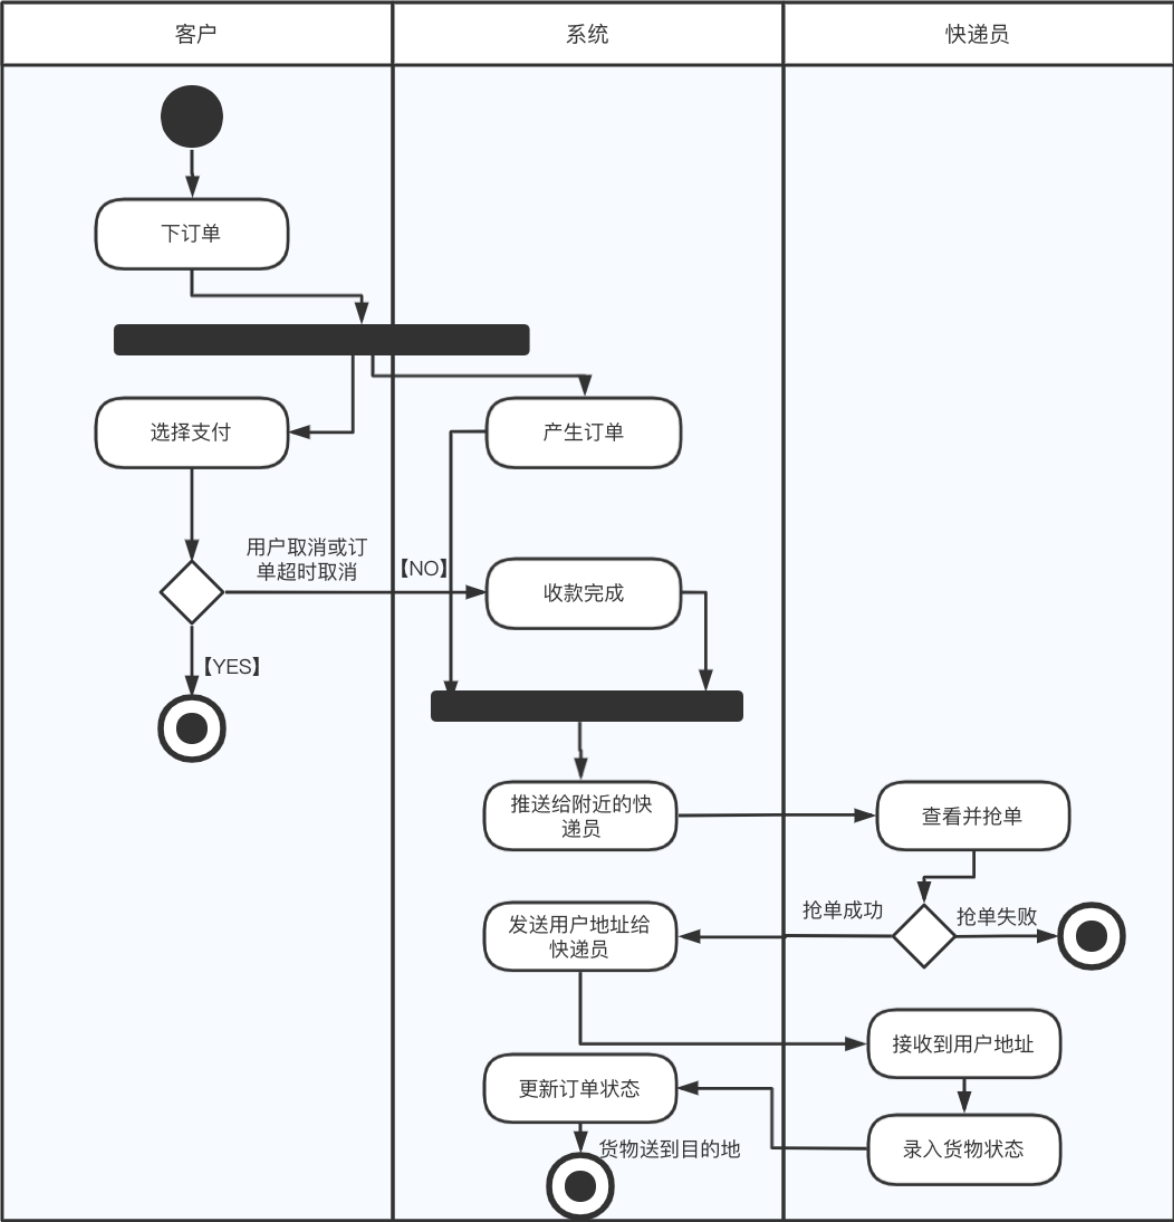 客户
系统
快递员
下订单
选择支付
产生订单
用户取消或订
单超时取消
【NO】
收款完成
【YES】
推送给附近的快
递员
查看并抢单
抢单成功
抢单失败
发送用户地址给
快递员
接收到用户地址
更新订单状态
货物送到目的地
录入货物状态